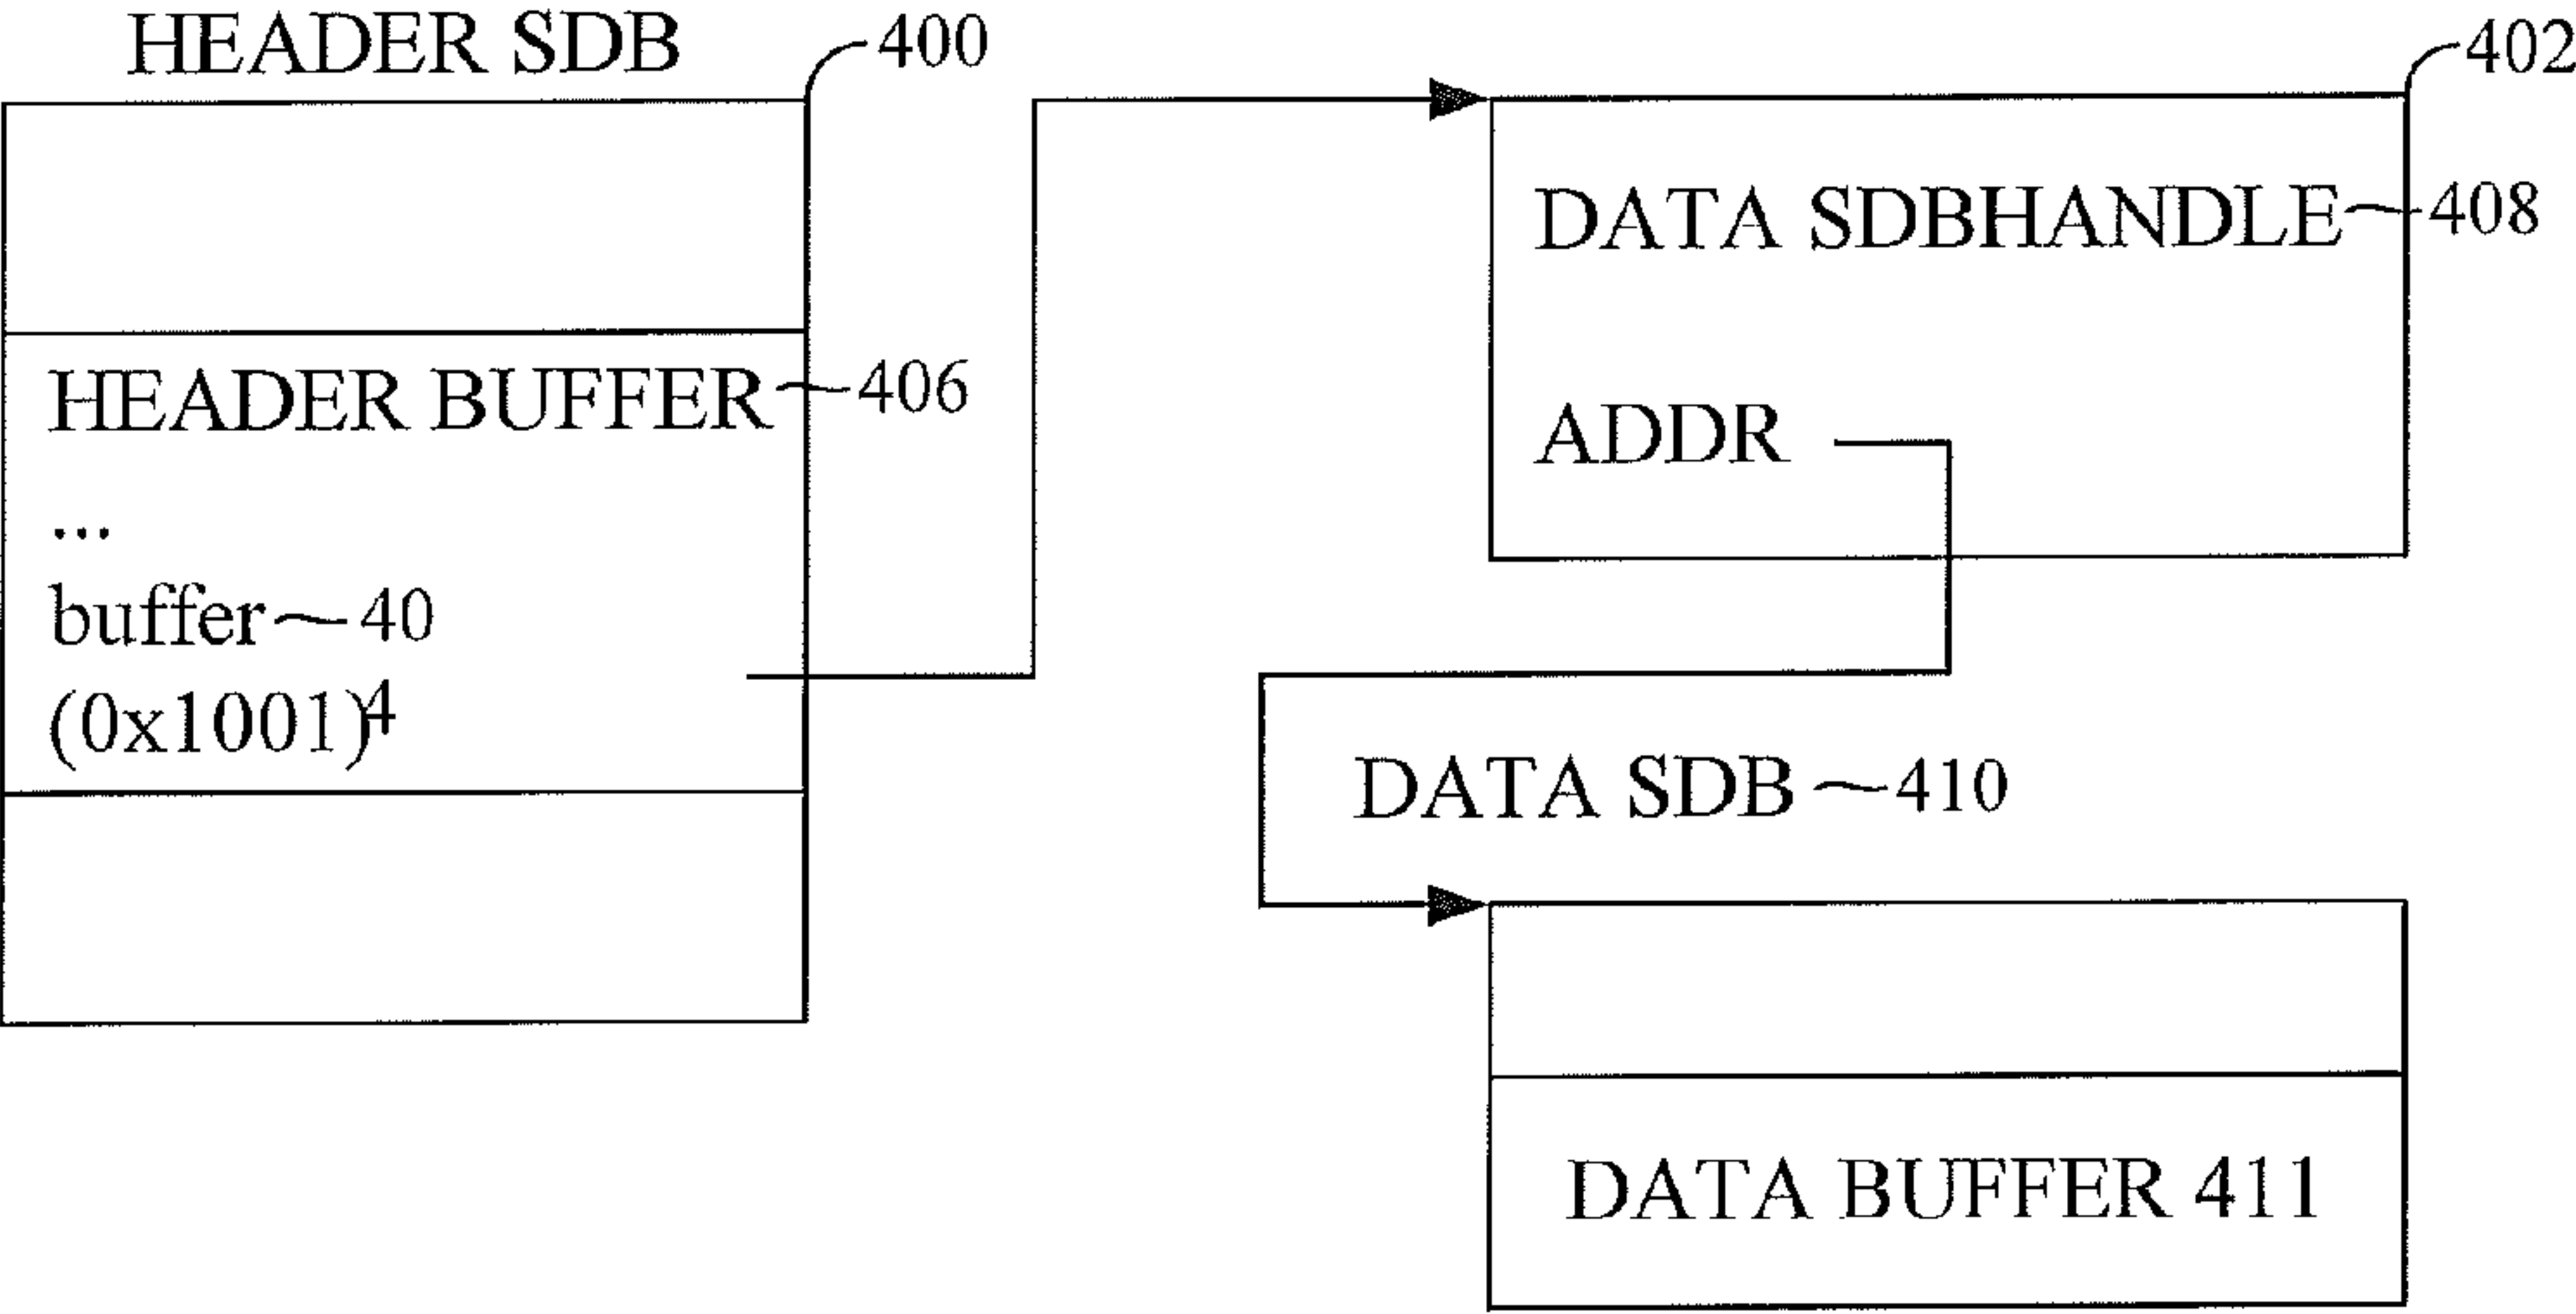 HEADER SDB
400
HEADER BUFFER 406
...
buffer 40
(0x1001)4
402
DATA SDBHANDLE 408
ADDR
DATA SDB 410
DATA BUFFER 411